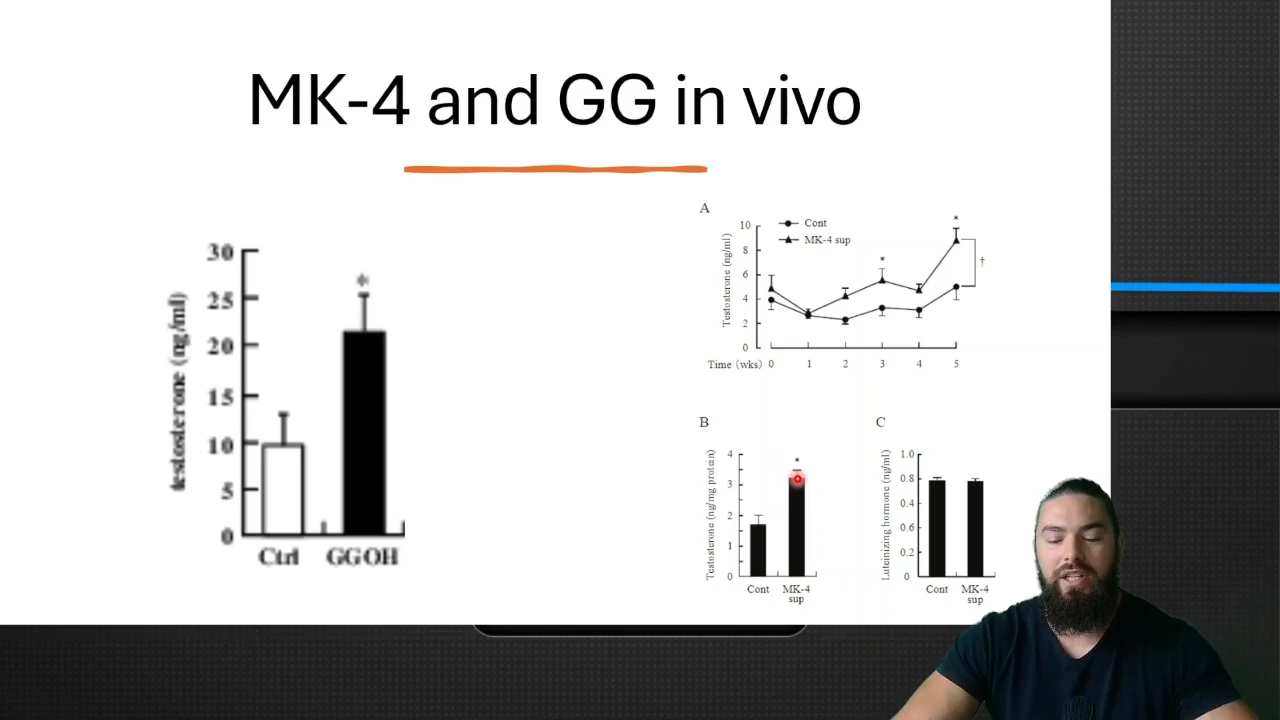 MK-4 and GG in vivo
testosterone (ng/ml)
30
25
20
15
10
5
0
*
Ctrl
GGOH
A
Testosterone (ng/ml)
10
8
6
4
2
0
Cont
MK-4 sup
*
*
†
Time (wks) 0 1 2 3 4 5
B
Testosterone (ng/mg protein)
4
3
2
1
0
*
Cont
MK-4
sup
C
Luteinizing hormone (ng/ml)
1.0
0.8
0.4
0.6
0.2
0
Cont
MK-4
sup